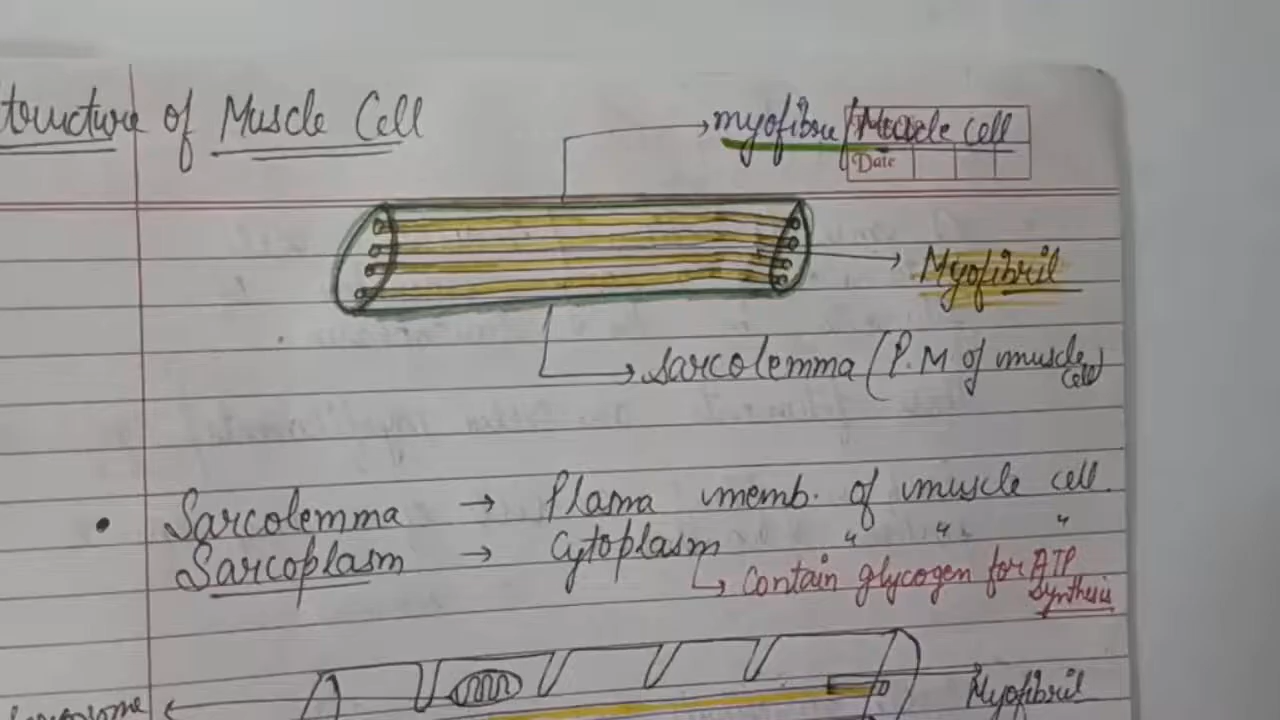 Structure of Muscle Cell
myofibre/Muscle cell
Date
Myofibril
Sarcolemma (P.M of muscle cell)
• Sarcolemma → Plasma memb. of muscle cell.
Sarcoplasm → Cytoplasm " " "
↳ Contain glycogen for ATP
Synthesis
Myofibril